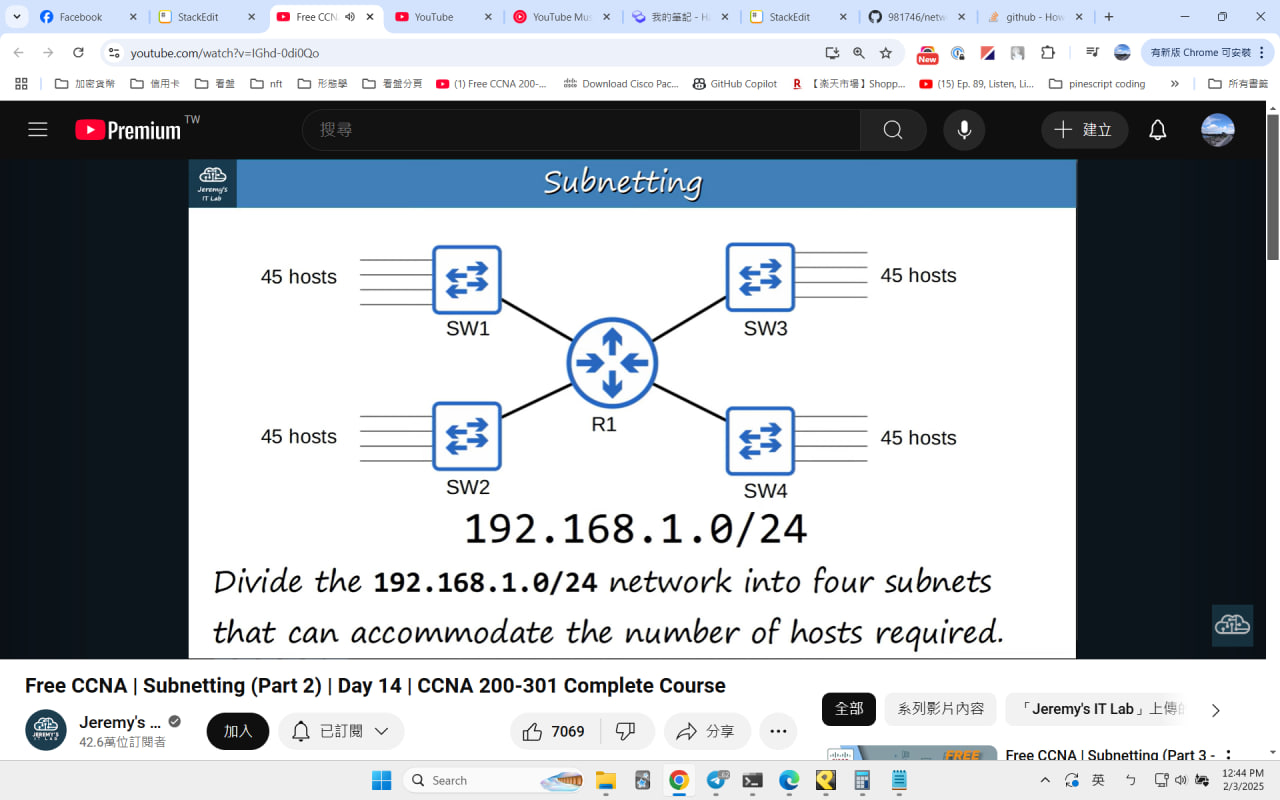 Facebook
StackEdit
Free CCN
YouTube
YouTube Mus
我的筆記 - H
StackEdit
981746/netw
github - How
youtube.com/watch?v=IGhd-0di0Qo
New
有新版 Chrome 可安裝
加密貨幣
信用卡
看盤
nft
形態學
看盤分頁
(1) Free CCNA 200-...
Download Cisco Pac...
GitHub Copilot
【楽天市場】Shopp...
(15) Ep. 89, Listen, Li...
pinescript coding
所有書籤
Premium TW
搜尋
建立
Jeremy's
IT Lab
Subnetting
45 hosts
SW1
SW3
45 hosts
R1
45 hosts
SW2
SW4
45 hosts
192.168.1.0/24
Divide the 192.168.1.0/24 network into four subnets
that can accommodate the number of hosts required.
Free CCNA | Subnetting (Part 2) | Day 14 | CCNA 200-301 Complete Course
JEREMY'S
Jeremy's ...
42.6萬位訂閱者
加入
已訂閱
7069
分享
全部
系列影片內容
「Jeremy's IT Lab」上傳的
FREE
Free CCNA | Subnetting (Part 3 -
Search
英
12:44 PM
2/3/2025